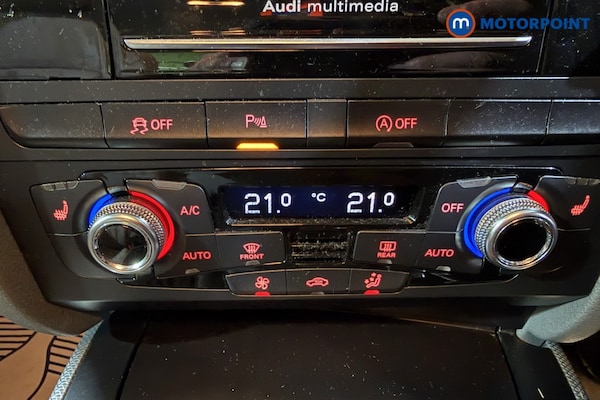 Audi multimedia
MOTORPOINT
OFF
P
A OFF
21.0 °C 21.0
A/C
OFF
AUTO
FRONT
REAR
AUTO